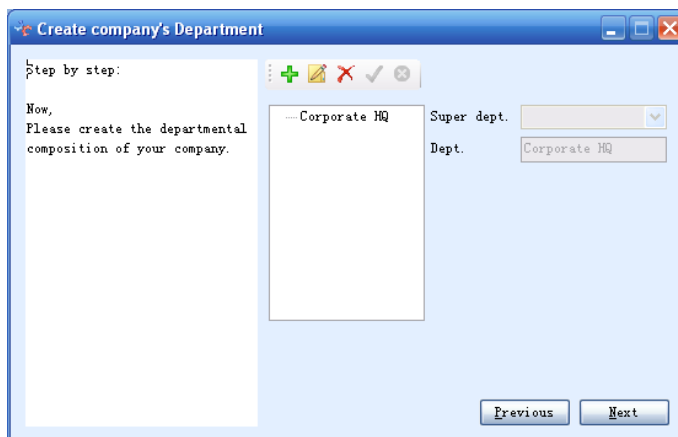 Create company's Department
Step by step:
Now,
Please create the departmental
composition of your company.
Corporate HQ
Super dept.
Dept.
Corporate HQ
Previous
Next